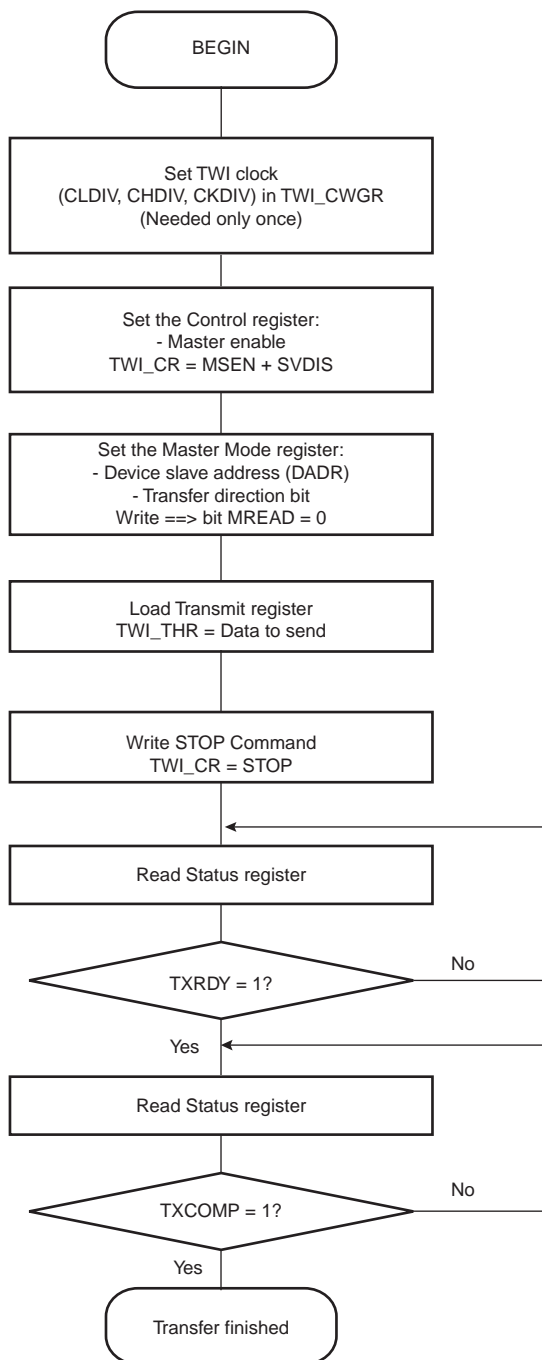 BEGIN
Set TWI clock
(CLDIV, CHDIV, CKDIV) in TWI_CWGR
(Needed only once)
Set the Control register:
- Master enable
TWI_CR = MSEN + SVDIS
Set the Master Mode register:
- Device slave address (DADR)
- Transfer direction bit
Write ==> bit MREAD = 0
Load Transmit register
TWI_THR = Data to send
Write STOP Command
TWI_CR = STOP
Read Status register
TXRDY = 1?
No
Yes
Read Status register
TXCOMP = 1?
No
Yes
Transfer finished